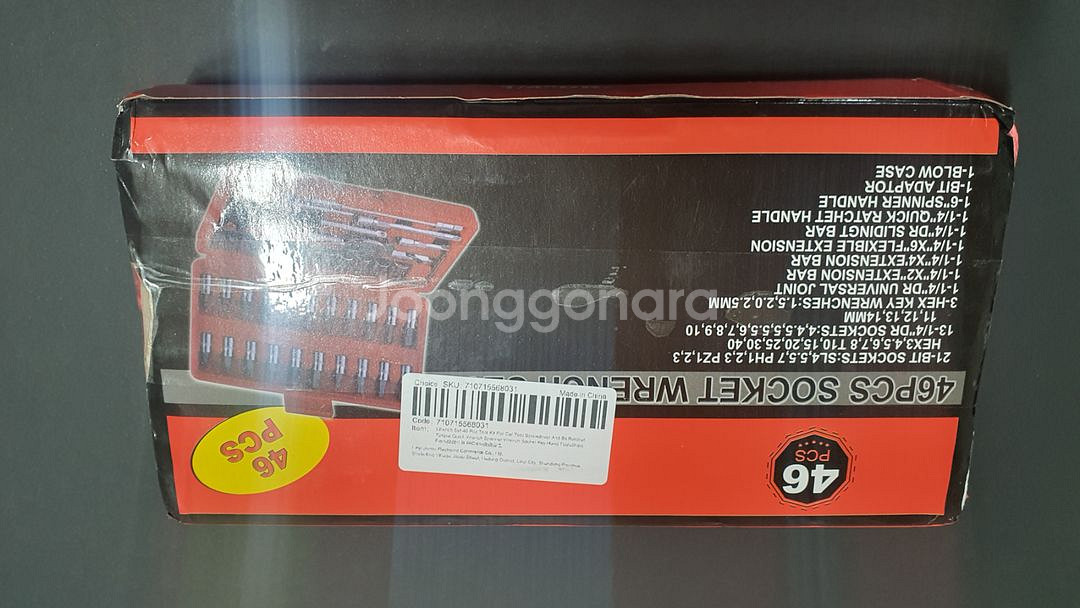 46PCS SOCKET WRENCH SE
21-BIT SOCKETS:SL4,5.5,7 PH1,2,3 PZ1,2,3
HEX3,4,5,6,7,8 T10,15,20,25,30,40
13-1/4"DR SOCKETS:4,4.5,5,5.5,6,7,8,9,10
11,12,13,14MM
3-HEX KEY WRENCHES:1.5,0.2,2.5MM
1-1/4"DR UNIVERSAL JOINT
1-1/4"X2"EXTENSION BAR
1-1/4"X4"EXTENSION BAR
1-1/4"X6"FLEXIBLE EXTENSION
1-1/4"DR SLIDINGT BAR
1-1/4"QUICK RATCHET HANDLE
1-6"SPINNER HANDLE
1-BIT ADAPTOR
1-BLOW CASE
46
PCS
46
PCS
Choice SKU: 710715568031
Made in China
Code: 710715568031
Item:
Joonggonara